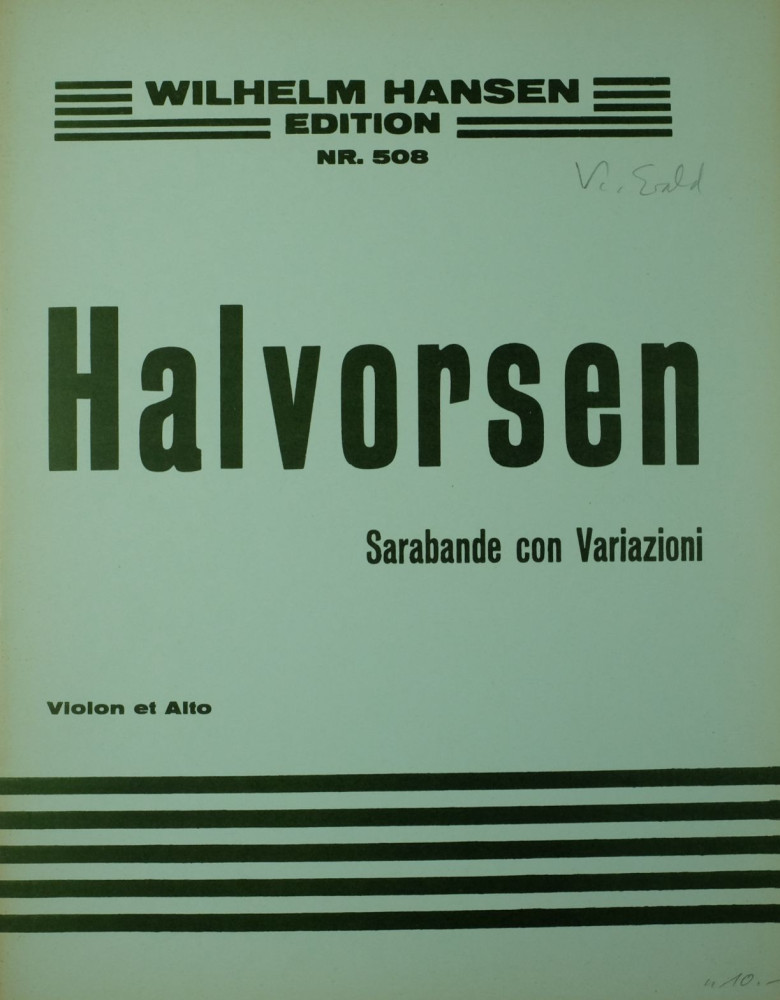 WILHELM HANSEN
EDITION
NR. 508
Halvorsen
Sarabande con Variazioni
Violon et Alto